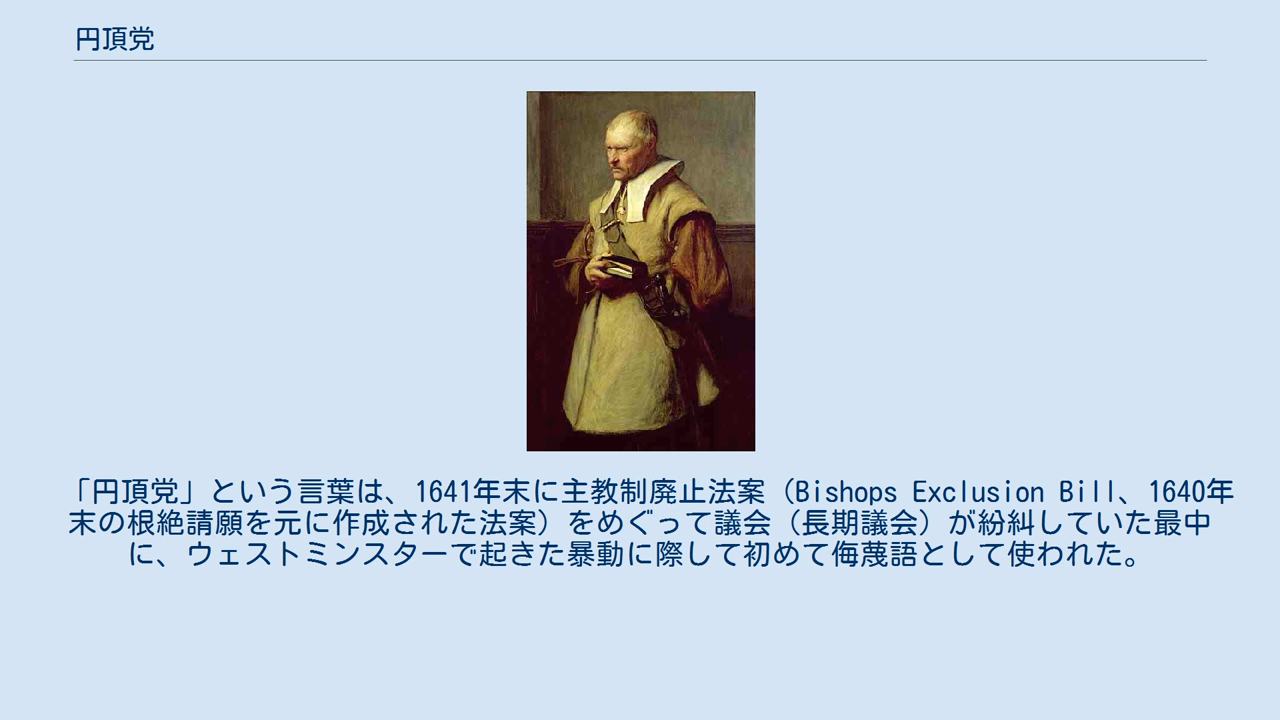 円頂党
「円頂党」という言葉は、1641年末に主教制廃止法案（Bishops Exclusion Bill、1640年
末の根絶請願を元に作成された法案）をめぐって議会（長期議会）が紛糾していた最中
に、ウェストミンスターで起きた暴動に際して初めて侮蔑語として使われた。